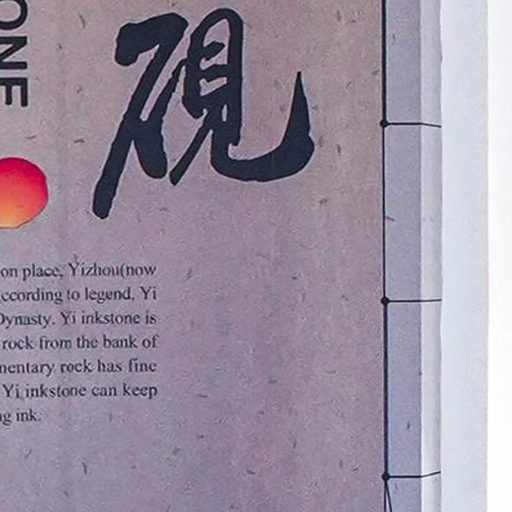 ONE
硯
on place, Yizhou(now
ccording to legend, Yi
Dynasty. Yi inkstone is
rock from the bank of
mentary rock has fine
Yi inkstone can keep
ng ink.